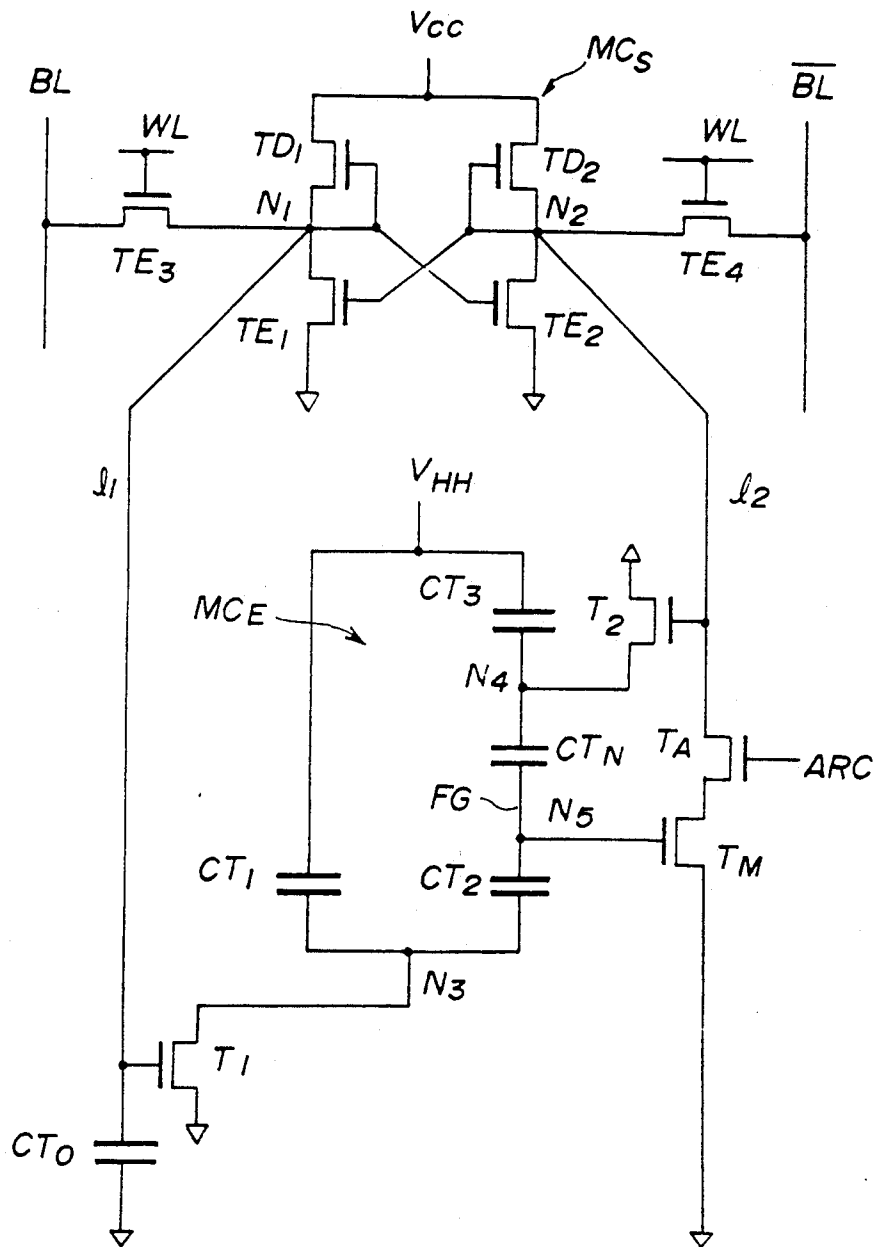 VCC
MCS
BL
BL
WL
WL
TD1
TD2
N1
N2
TE3
TE4
TE1
TE2
l1
VHH
l2
CT3
T2
MCE
N4
CTN
TA
ARC
FG
N5
CT1
CT2
TM
N3
T1
CTO